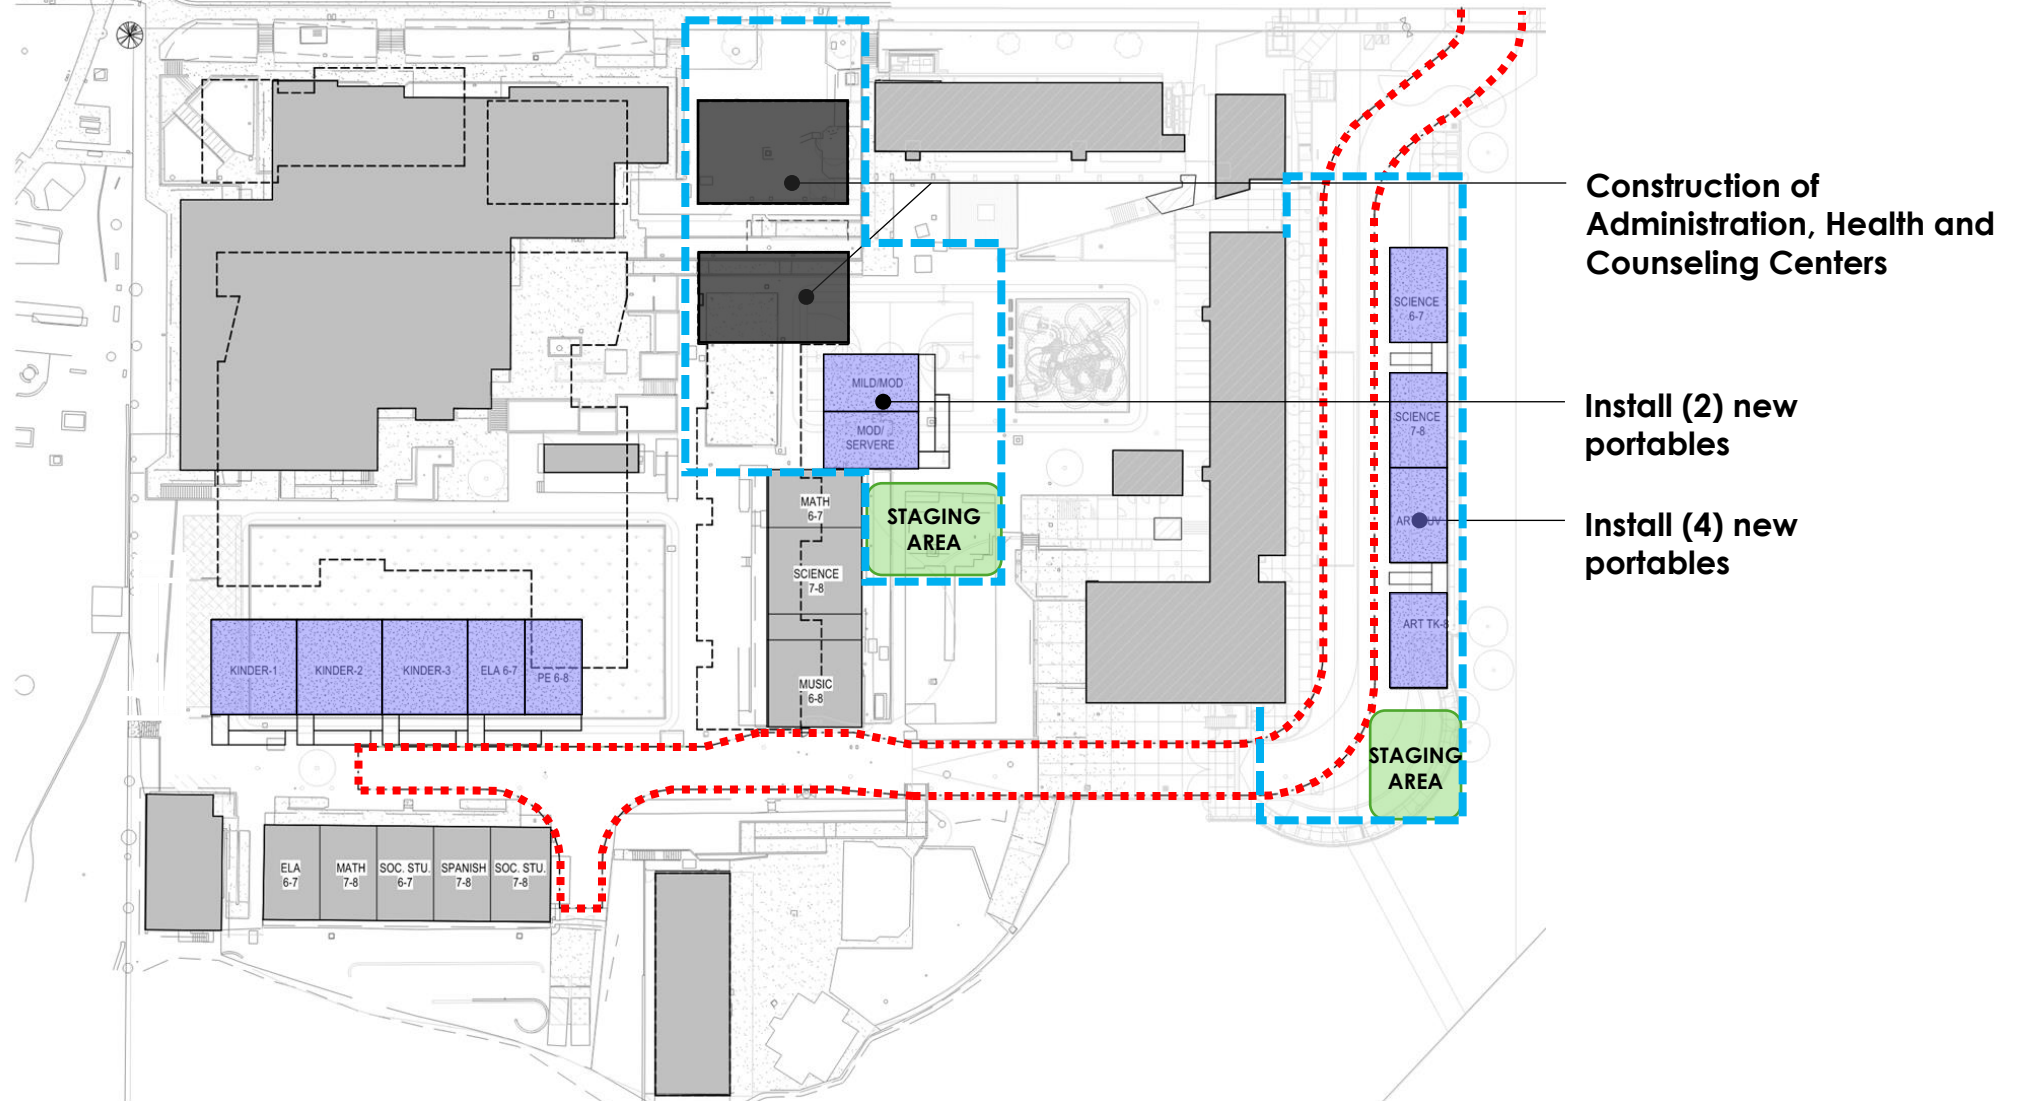 Construction of
Administration, Health and
Counseling Centers
SCIENCE
6-7
MILD/MOD
MOD/
SERVERE
SCIENCE
7-8
Install (2) new
portables
Install (4) new
portables
MATH
6-7
STAGING
AREA
SCIENCE
7-8
ART TK-8
KINDER-1
KINDER-2
KINDER-3
ELA 6-7
PE 6-8
MUSIC
6-8
STAGING
AREA
ELA
6-7
MATH
7-8
SOC. STU.
6-7
SPANISH
7-8
SOC. STU.
7-8